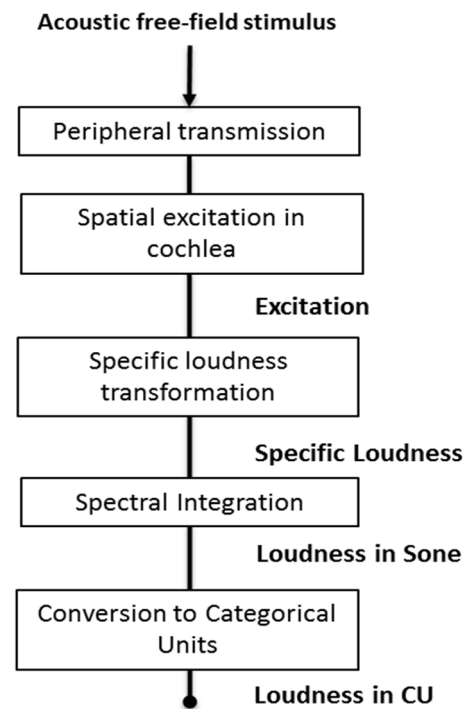 Acoustic free-field stimulus
Peripheral transmission
Spatial excitation in
cochlea
Excitation
Specific loudness
transformation
Specific Loudness
Spectral Integration
Loudness in Sone
Conversion to Categorical
Units
Loudness in CU